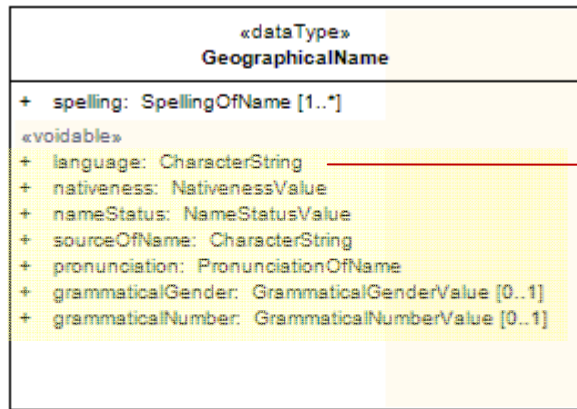 «dataType»
GeographicalName
+ spelling: SpellingOfName [1..*]
«voidable»
+ language: CharacterString
+ nativeness: NativenessValue
+ nameStatus: NameStatusValue
+ sourceOfName: CharacterString
+ pronunciation: PronunciationOfName
+ grammaticalGender: GrammaticalGenderValue [0..1]
+ grammaticalNumber: GrammaticalNumberValue [0..1]